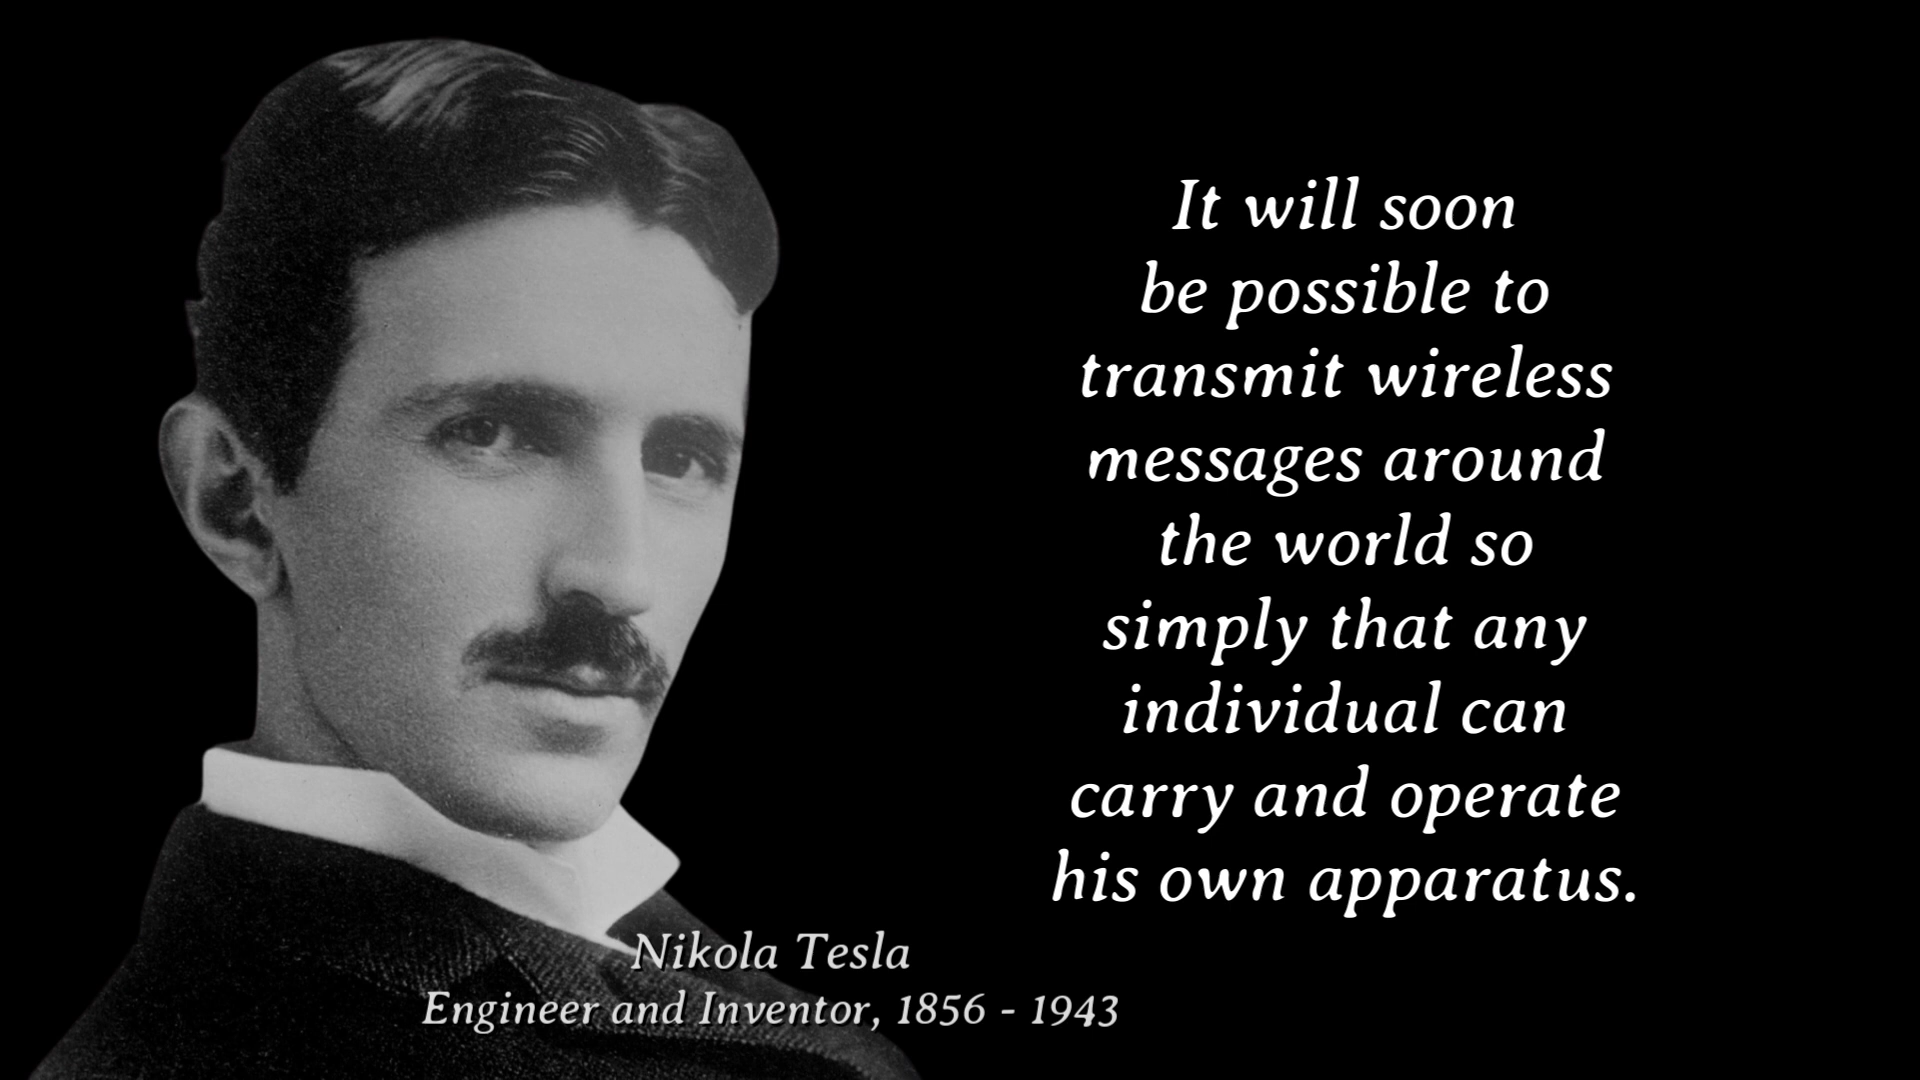 It will soon
be possible to
transmit wireless
messages around
the world so
simply that any
individual can
carry and operate
his own apparatus.
Nikola Tesla
Engineer and Inventor, 1856 - 1943